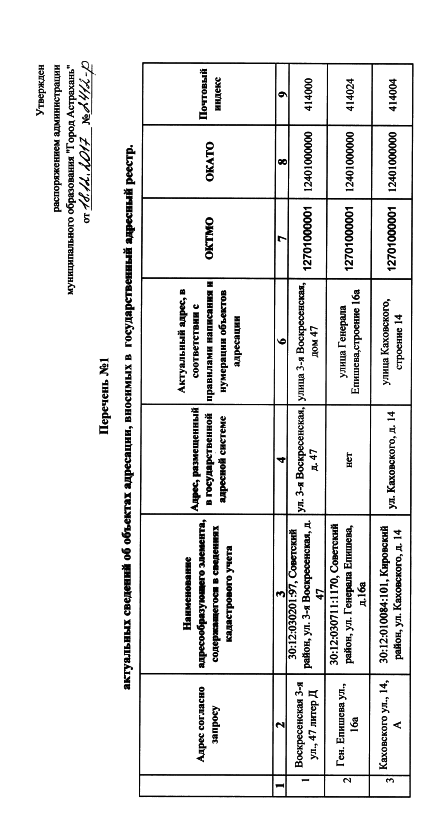 Утвержден
распоряжением администрации
муниципального образования "Город Астрахань"
от 18.12.2017 № 2412-р
Перечень №1
актуальных сведений об объектах адресации, вносимых в государственный адресный реестр.
Адрес согласно
запросу
Наименование
адресообразующего элемента,
содержащегося в сведениях
кадастрового учета
Адрес, размещенный
в государственной
адресной системе
Актуальный адрес, в
соответствии с
правилами написания и
нумерации объектов
адресации
ОКТМО
ОКАТО
Почтовый
индекс
1 2 3 4 6 7 8 9
1
Воскресенская 3-я
ул., 47 литер Д
30:12:030201:97, Советский
район, ул. 3-я Воскресенская, д.
47
ул. 3-я Воскресенская,
д. 47
улица 3-я Воскресенская,
дом 47
12701000001
12401000000
414000
2
Ген. Епишева ул.,
16а
30:12:030711:1170, Советский
район, ул. Генерала Епишева,
д.16а
нет
улица Генерала
Епишева,строение 16а
12701000001
12401000000
414024
3
Каховского ул., 14,
А
30:12:010084:101, Кировский
район, ул. Каховского, д. 14
ул. Каховского, д. 14
улица Каховского,
строение 14
12701000001
12401000000
414004